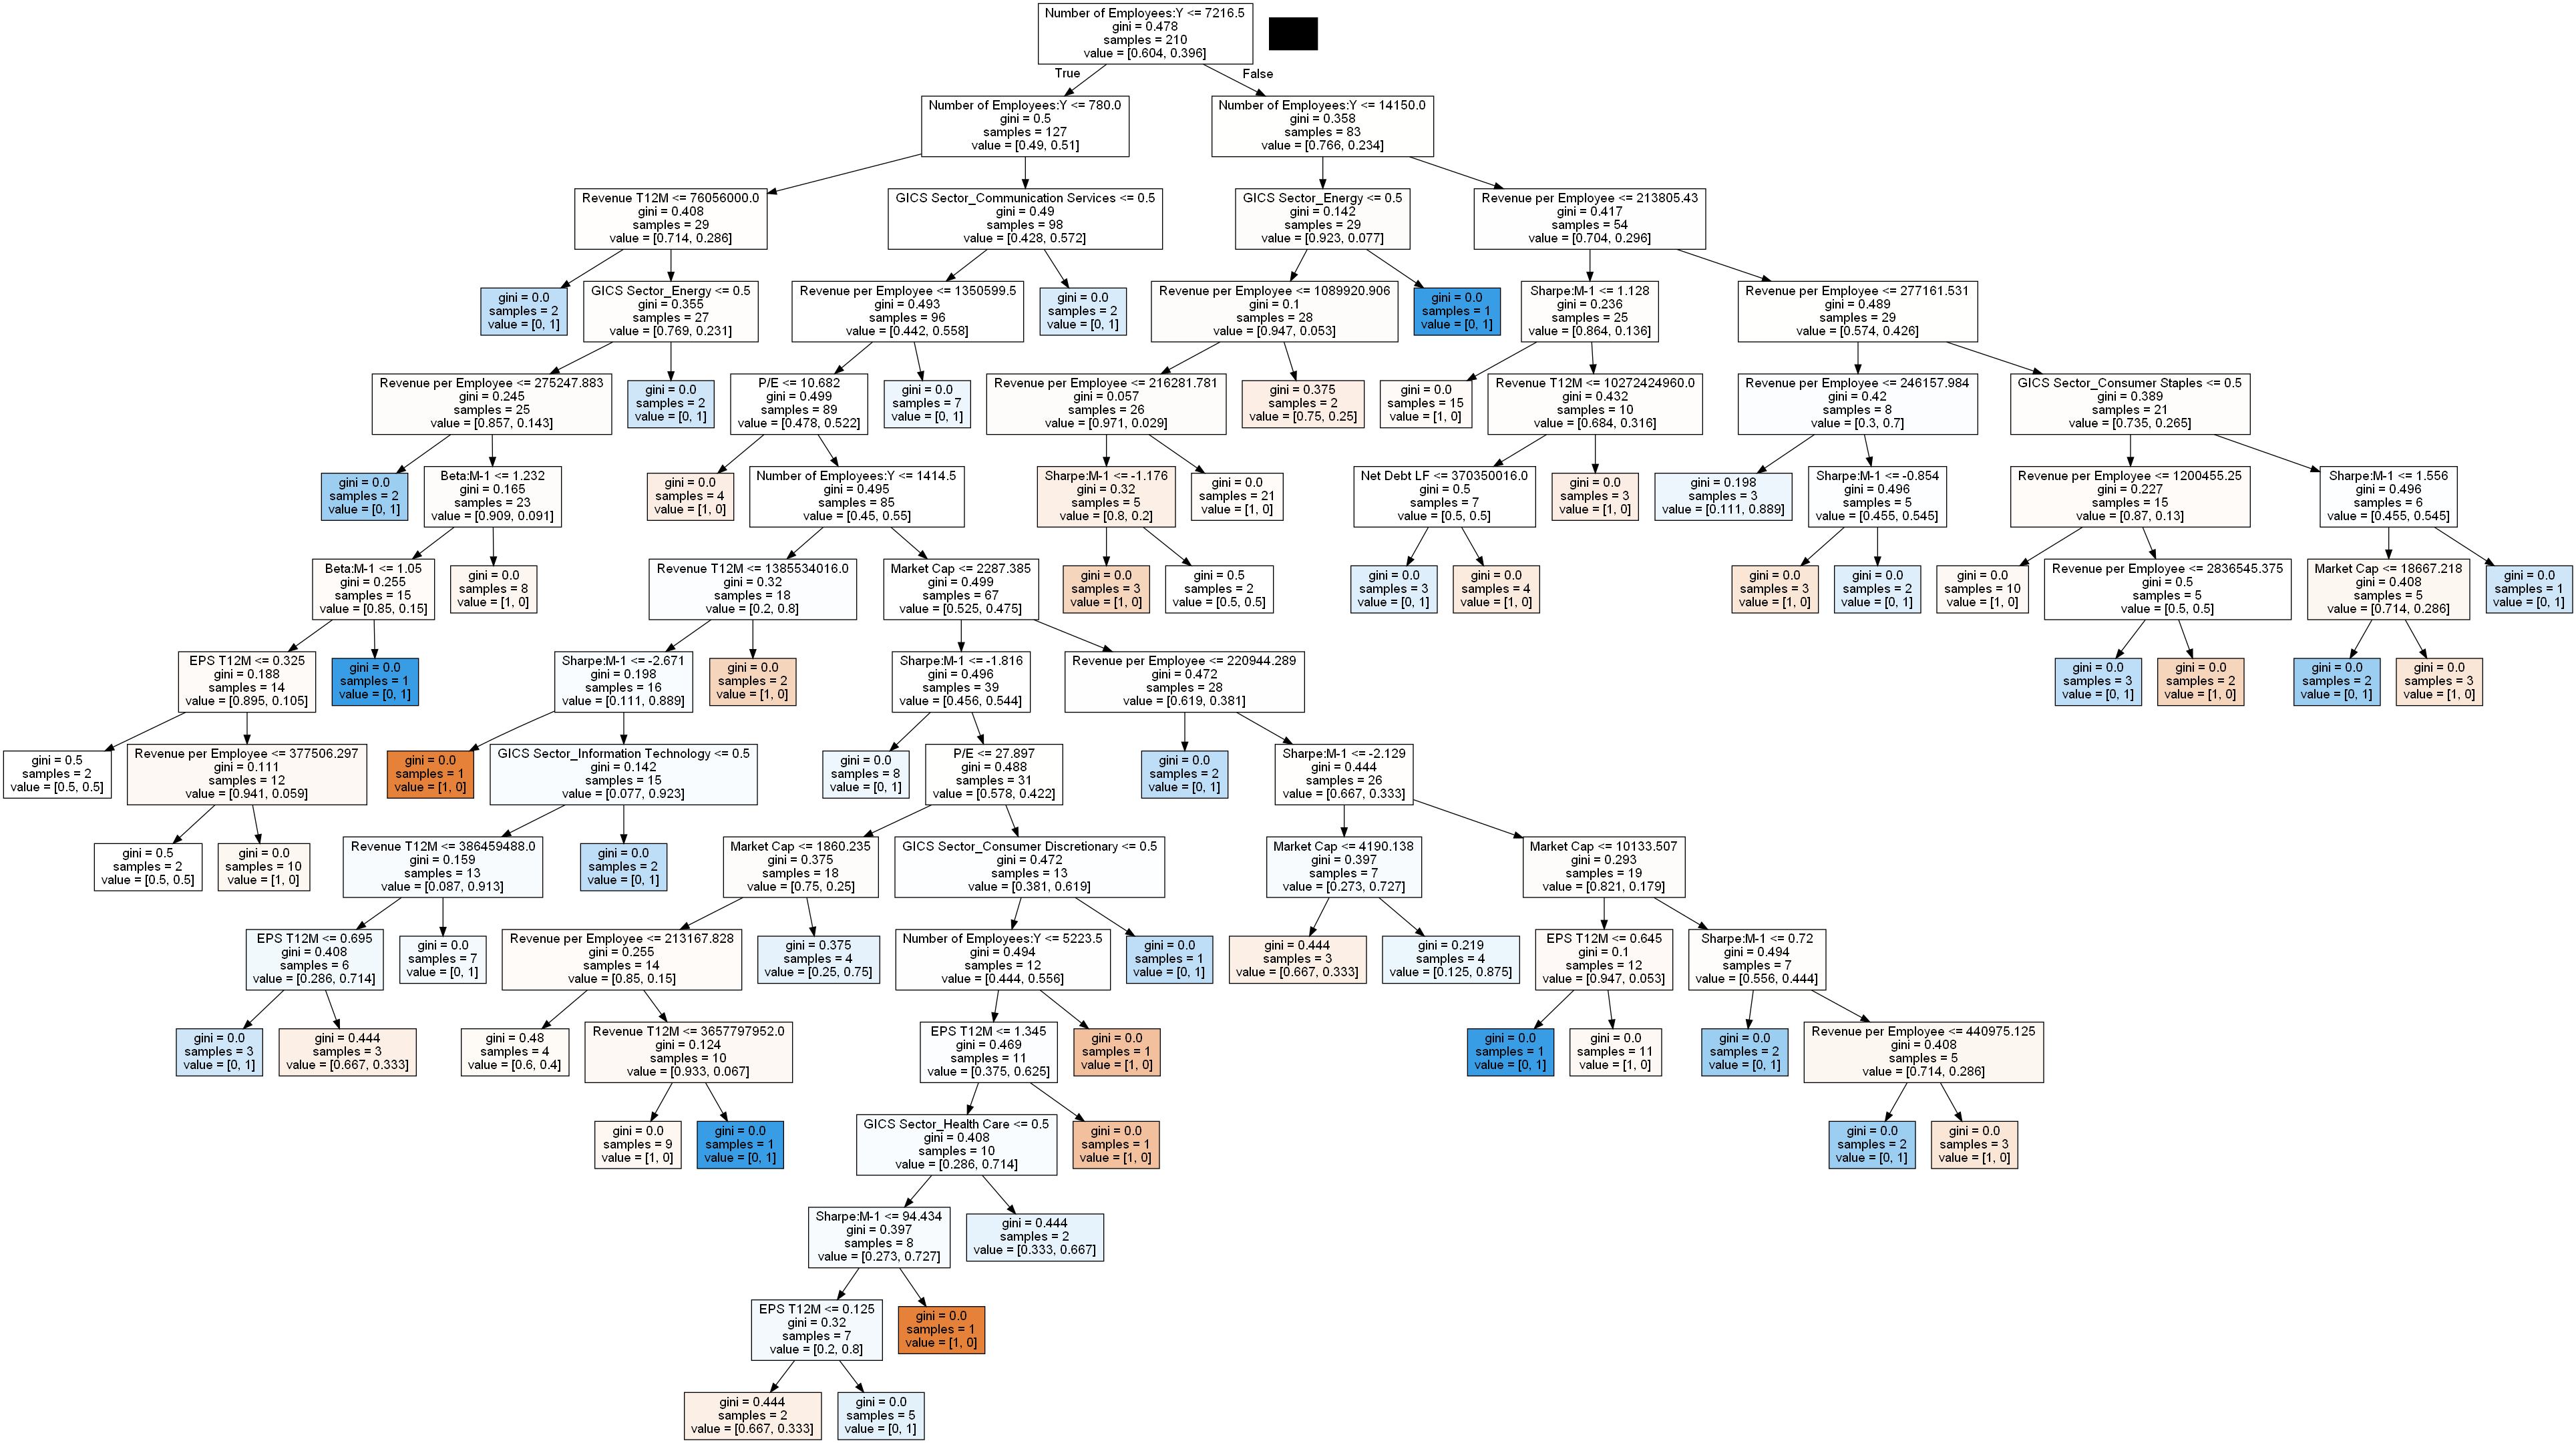 Number of Employees:Y <= 7216.5
gini = 0.478
samples = 210
value = [0.604, 0.396]
True
False
Number of Employees:Y <= 780.0
gini = 0.5
samples = 127
value = [0.49, 0.51]
Number of Employees:Y <= 14150.0
gini = 0.358
samples = 83
value = [0.766, 0.234]
Revenue T12M <= 76056000.0
gini = 0.408
samples = 29
value = [0.714, 0.286]
GICS Sector_Communication Services <= 0.5
gini = 0.49
samples = 98
value = [0.428, 0.572]
GICS Sector_Energy <= 0.5
gini = 0.142
samples = 29
value = [0.923, 0.077]
Revenue per Employee <= 213805.43
gini = 0.417
samples = 54
value = [0.704, 0.296]
gini = 0.0
samples = 2
value = [0, 1]
GICS Sector_Energy <= 0.5
gini = 0.355
samples = 27
value = [0.769, 0.231]
Revenue per Employee <= 1350599.5
gini = 0.493
samples = 96
value = [0.442, 0.558]
gini = 0.0
samples = 2
value = [0, 1]
Revenue per Employee <= 1089920.906
gini = 0.1
samples = 28
value = [0.947, 0.053]
gini = 0.0
samples = 1
value = [0, 1]
Sharpe:M-1 <= 1.128
gini = 0.236
samples = 25
value = [0.864, 0.136]
Revenue per Employee <= 277161.531
gini = 0.489
samples = 29
value = [0.574, 0.426]
Revenue per Employee <= 275247.883
gini = 0.245
samples = 25
value = [0.857, 0.143]
gini = 0.0
samples = 2
value = [0, 1]
P/E <= 10.682
gini = 0.499
samples = 89
value = [0.478, 0.522]
gini = 0.0
samples = 7
value = [0, 1]
Revenue per Employee <= 216281.781
gini = 0.057
samples = 26
value = [0.971, 0.029]
gini = 0.375
samples = 2
value = [0.75, 0.25]
gini = 0.0
samples = 15
value = [1, 0]
Revenue T12M <= 10272424960.0
gini = 0.432
samples = 10
value = [0.684, 0.316]
Revenue per Employee <= 246157.984
gini = 0.42
samples = 8
value = [0.3, 0.7]
GICS Sector_Consumer Staples <= 0.5
gini = 0.389
samples = 21
value = [0.735, 0.265]
gini = 0.0
samples = 2
value = [0, 1]
Beta:M-1 <= 1.232
gini = 0.165
samples = 23
value = [0.909, 0.091]
gini = 0.0
samples = 4
value = [1, 0]
Number of Employees:Y <= 1414.5
gini = 0.495
samples = 85
value = [0.45, 0.55]
Sharpe:M-1 <= -1.176
gini = 0.32
samples = 5
value = [0.8, 0.2]
gini = 0.0
samples = 21
value = [1, 0]
Net Debt LF <= 370350016.0
gini = 0.5
samples = 7
value = [0.5, 0.5]
gini = 0.0
samples = 3
value = [1, 0]
gini = 0.198
samples = 3
value = [0.111, 0.889]
Sharpe:M-1 <= -0.854
gini = 0.496
samples = 5
value = [0.455, 0.545]
Revenue per Employee <= 1200455.25
gini = 0.227
samples = 15
value = [0.87, 0.13]
Sharpe:M-1 <= 1.556
gini = 0.496
samples = 6
value = [0.455, 0.545]
Beta:M-1 <= 1.05
gini = 0.255
samples = 15
value = [0.85, 0.15]
gini = 0.0
samples = 8
value = [1, 0]
Revenue T12M <= 1385534016.0
gini = 0.32
samples = 18
value = [0.2, 0.8]
Market Cap <= 2287.385
gini = 0.499
samples = 67
value = [0.525, 0.475]
gini = 0.0
samples = 3
value = [1, 0]
gini = 0.5
samples = 2
value = [0.5, 0.5]
gini = 0.0
samples = 3
value = [0, 1]
gini = 0.0
samples = 4
value = [1, 0]
gini = 0.0
samples = 3
value = [1, 0]
gini = 0.0
samples = 2
value = [0, 1]
gini = 0.0
samples = 10
value = [1, 0]
Revenue per Employee <= 2836545.375
gini = 0.5
samples = 5
value = [0.5, 0.5]
Market Cap <= 18667.218
gini = 0.408
samples = 5
value = [0.714, 0.286]
gini = 0.0
samples = 1
value = [0, 1]
EPS T12M <= 0.325
gini = 0.188
samples = 14
value = [0.895, 0.105]
gini = 0.0
samples = 1
value = [0, 1]
Sharpe:M-1 <= -2.671
gini = 0.198
samples = 16
value = [0.111, 0.889]
gini = 0.0
samples = 2
value = [1, 0]
Sharpe:M-1 <= -1.816
gini = 0.496
samples = 39
value = [0.456, 0.544]
Revenue per Employee <= 220944.289
gini = 0.472
samples = 28
value = [0.619, 0.381]
gini = 0.0
samples = 3
value = [0, 1]
gini = 0.0
samples = 2
value = [1, 0]
gini = 0.0
samples = 2
value = [0, 1]
gini = 0.0
samples = 3
value = [1, 0]
gini = 0.5
samples = 2
value = [0.5, 0.5]
Revenue per Employee <= 377506.297
gini = 0.111
samples = 12
value = [0.941, 0.059]
gini = 0.0
samples = 1
value = [1, 0]
GICS Sector_Information Technology <= 0.5
gini = 0.142
samples = 15
value = [0.077, 0.923]
gini = 0.0
samples = 8
value = [0, 1]
P/E <= 27.897
gini = 0.488
samples = 31
value = [0.578, 0.422]
gini = 0.0
samples = 2
value = [0, 1]
Sharpe:M-1 <= -2.129
gini = 0.444
samples = 26
value = [0.667, 0.333]
gini = 0.5
samples = 2
value = [0.5, 0.5]
gini = 0.0
samples = 10
value = [1, 0]
Revenue T12M <= 386459488.0
gini = 0.159
samples = 13
value = [0.087, 0.913]
gini = 0.0
samples = 2
value = [0, 1]
Market Cap <= 1860.235
gini = 0.375
samples = 18
value = [0.75, 0.25]
GICS Sector_Consumer Discretionary <= 0.5
gini = 0.472
samples = 13
value = [0.381, 0.619]
Market Cap <= 4190.138
gini = 0.397
samples = 7
value = [0.273, 0.727]
Market Cap <= 10133.507
gini = 0.293
samples = 19
value = [0.821, 0.179]
EPS T12M <= 0.695
gini = 0.408
samples = 6
value = [0.286, 0.714]
gini = 0.0
samples = 7
value = [0, 1]
Revenue per Employee <= 213167.828
gini = 0.255
samples = 14
value = [0.85, 0.15]
gini = 0.375
samples = 4
value = [0.25, 0.75]
Number of Employees:Y <= 5223.5
gini = 0.494
samples = 12
value = [0.444, 0.556]
gini = 0.0
samples = 1
value = [0, 1]
gini = 0.444
samples = 3
value = [0.667, 0.333]
gini = 0.219
samples = 4
value = [0.125, 0.875]
EPS T12M <= 0.645
gini = 0.1
samples = 12
value = [0.947, 0.053]
Sharpe:M-1 <= 0.72
gini = 0.494
samples = 7
value = [0.556, 0.444]
gini = 0.0
samples = 3
value = [0, 1]
gini = 0.444
samples = 3
value = [0.667, 0.333]
gini = 0.48
samples = 4
value = [0.6, 0.4]
Revenue T12M <= 3657797952.0
gini = 0.124
samples = 10
value = [0.933, 0.067]
EPS T12M <= 1.345
gini = 0.469
samples = 11
value = [0.375, 0.625]
gini = 0.0
samples = 1
value = [1, 0]
gini = 0.0
samples = 1
value = [0, 1]
gini = 0.0
samples = 11
value = [1, 0]
gini = 0.0
samples = 2
value = [0, 1]
Revenue per Employee <= 440975.125
gini = 0.408
samples = 5
value = [0.714, 0.286]
gini = 0.0
samples = 9
value = [1, 0]
gini = 0.0
samples = 1
value = [0, 1]
GICS Sector_Health Care <= 0.5
gini = 0.408
samples = 10
value = [0.286, 0.714]
gini = 0.0
samples = 1
value = [1, 0]
gini = 0.0
samples = 2
value = [0, 1]
gini = 0.0
samples = 3
value = [1, 0]
Sharpe:M-1 <= 94.434
gini = 0.397
samples = 8
value = [0.273, 0.727]
gini = 0.444
samples = 2
value = [0.333, 0.667]
EPS T12M <= 0.125
gini = 0.32
samples = 7
value = [0.2, 0.8]
gini = 0.0
samples = 1
value = [1, 0]
gini = 0.444
samples = 2
value = [0.667, 0.333]
gini = 0.0
samples = 5
value = [0, 1]